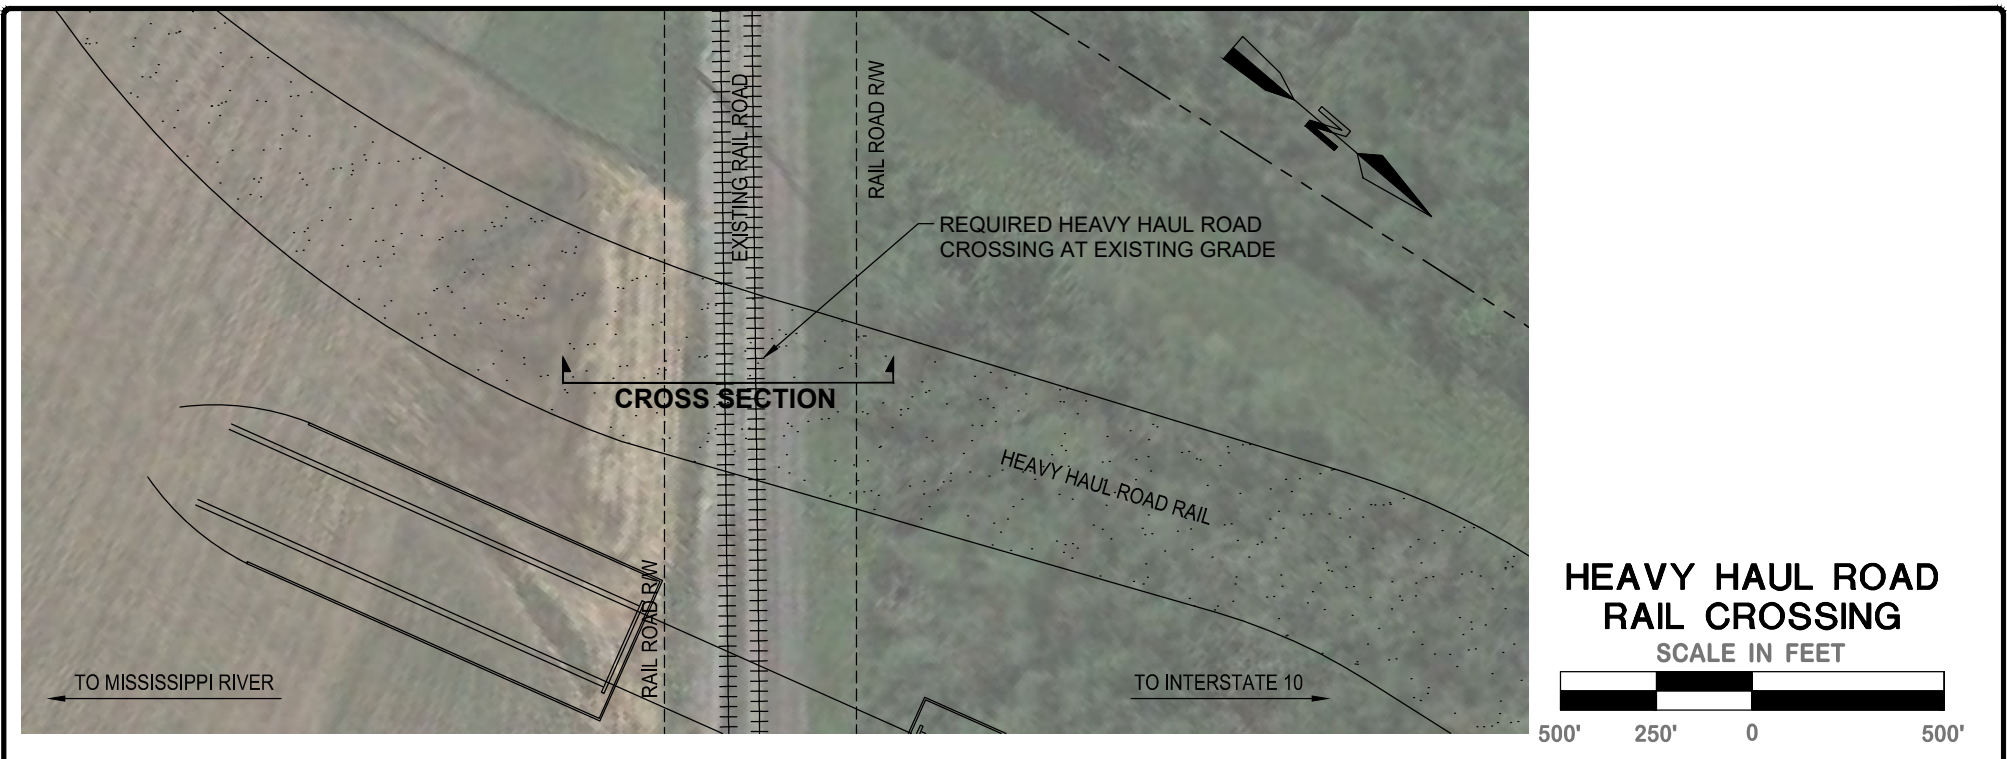 EXISTING RAIL ROAD
RAIL ROAD R/W
N
REQUIRED HEAVY HAUL ROAD
CROSSING AT EXISTING GRADE
CROSS SECTION
HEAVY HAUL ROAD RAIL
RAIL ROAD R/W
TO MISSISSIPPI RIVER
TO INTERSTATE 10
HEAVY HAUL ROAD
RAIL CROSSING
SCALE IN FEET
500' 250' 0 500'